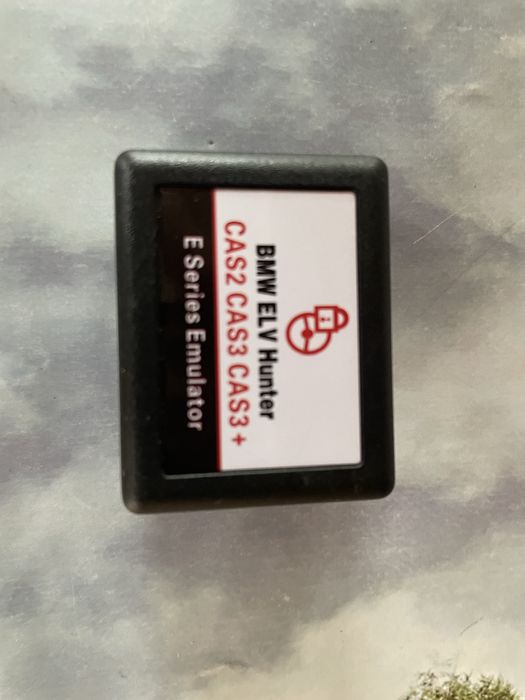 BMW ELV Hunter
CAS2 CAS3 CAS3+
E Series Emulator